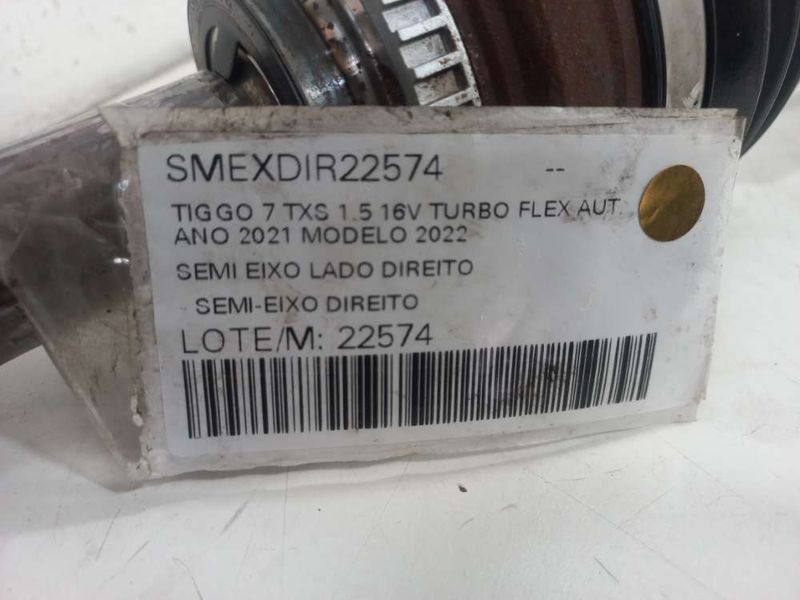 SMEXDIR22574 --
TIGGO 7 TXS 1.5 16V TURBO FLEX AUT
ANO 2021 MODELO 2022
SEMI EIXO LADO DIREITO
SEMI-EIXO DIREITO
LOTE/M: 22574